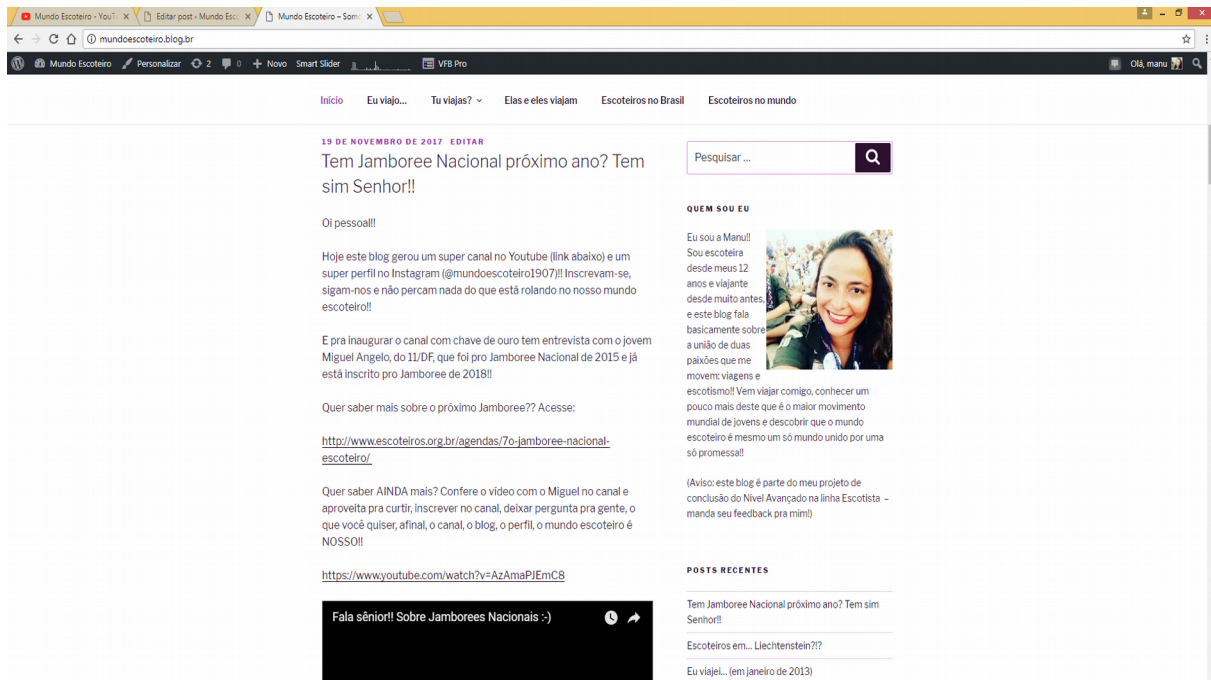 Mundo Escoteiro - YouT
Editar post ‹ Mundo Esco
Mundo Escoteiro – Somo
mundoescoteiro.blog.br
Mundo Escoteiro
Personalizar
2
0
Novo
Smart Slider
VFB Pro
Olá, manu
Início
Eu viajo...
Tu viajas?
Elas e eles viajam
Escoteiros no Brasil
Escoteiros no mundo
19 DE NOVEMBRO DE 2017 EDITAR
Tem Jamboree Nacional próximo ano? Tem
sim Senhor!!
Oi pessoal!!
Hoje este blog gerou um super canal no Youtube (link abaixo) e um
super perfil no Instagram (@mundoescoteiro1907)!! Inscrevam-se,
sigam-nos e não percam nada do que está rolando no nosso mundo
escoteiro!!
E pra inaugurar o canal com chave de ouro tem entrevista com o jovem
Miguel Angelo, do 11/DF, que foi pro Jamboree Nacional de 2015 e já
está inscrito pro Jamboree de 2018!!
Quer saber mais sobre o próximo Jamboree?? Acesse:
http://www.escoteiros.org.br/agendas/7o-jamboree-nacional-
escoteiro/
Quer saber AINDA mais? Confere o vídeo com o Miguel no canal e
aproveita pra curtir, inscrever no canal, deixar pergunta pra gente, o
que você quiser, afinal, o canal, o blog, o perfil, o mundo escoteiro é
NOSSO!!
https://www.youtube.com/watch?v=AzAmaPJEmC8
Fala sênior!! Sobre Jamborees Nacionais :-)
Pesquisar ...
QUEM SOU EU
Eu sou a Manu!!
Sou escoteira
desde meus 12
anos e viajante
desde muito antes,
e este blog fala
basicamente sobre
a união de duas
paixões que me
movem: viagens e
escotismo!! Vem viajar comigo, conhecer um
pouco mais deste que é o maior movimento
mundial de jovens e descobrir que o mundo
escoteiro é mesmo um só mundo unido por uma
só promessa!!
(Aviso: este blog é parte do meu projeto de
conclusão do Nível Avançado na linha Escotista –
manda seu feedback pra mim!)
POSTS RECENTES
Tem Jamboree Nacional próximo ano? Tem sim
Senhor!!
Escoteiros em... Liechtenstein?!?
Eu viajei... (em janeiro de 2013)